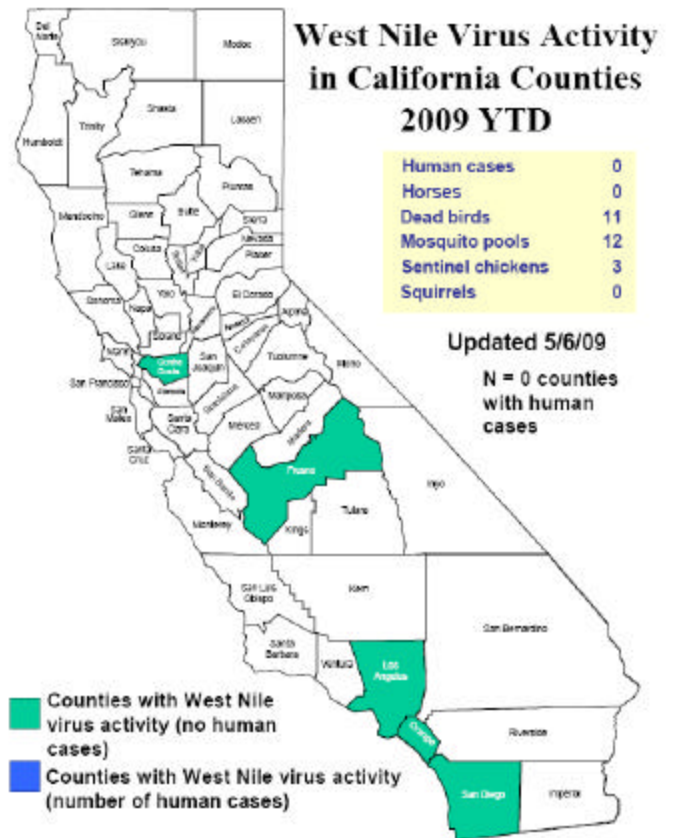 West Nile Virus Activity
in California Counties
2009 YTD
Human cases 0
Horses 0
Dead birds 11
Mosquito pools 12
Sentinel chickens 3
Squirrels 0
Updated 5/6/09
N = 0 counties
with human
cases
Del
Norte
Siskiyou
Modoc
Humboldt
Trinity
Shasta
Lassen
Tehama
Plumas
Mendocino
Glenn
Butte
Sierra
Nevada
Placer
Colusa
Lake
Yolo
El Dorado
Sonoma
Napa
Solano
Alpine
Marin
Contra
Costa
San
Joaquin
Calaveras
Tuolumne
Mono
San Francisco
Alameda
Stanislaus
Mariposa
San
Mateo
Santa
Clara
Merced
Madera
Santa
Cruz
San Benito
Fresno
Inyo
Monterey
Kings
Tulare
San Luis
Obispo
Kern
San Bernardino
Santa
Barbara
Ventura
Los
Angeles
Orange
Riverside
San Diego
Imperial
Counties with West Nile
virus activity (no human
cases)
Counties with West Nile virus activity
(number of human cases)